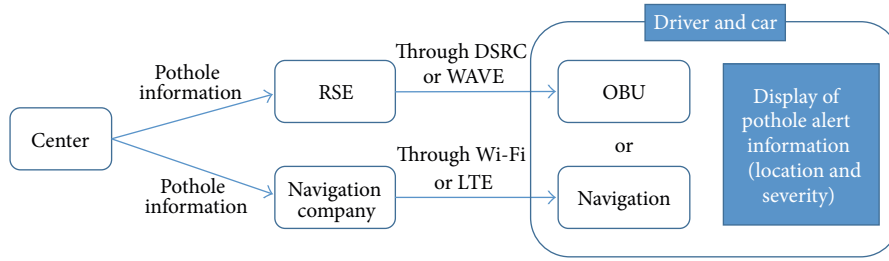 Driver and car
Through DSRC
or WAVE
Pothole
information
RSE
OBU
Display of
pothole alert
information
(location and
severity)
Center
or
Through Wi-Fi
or LTE
Pothole
information
Navigation
company
Navigation